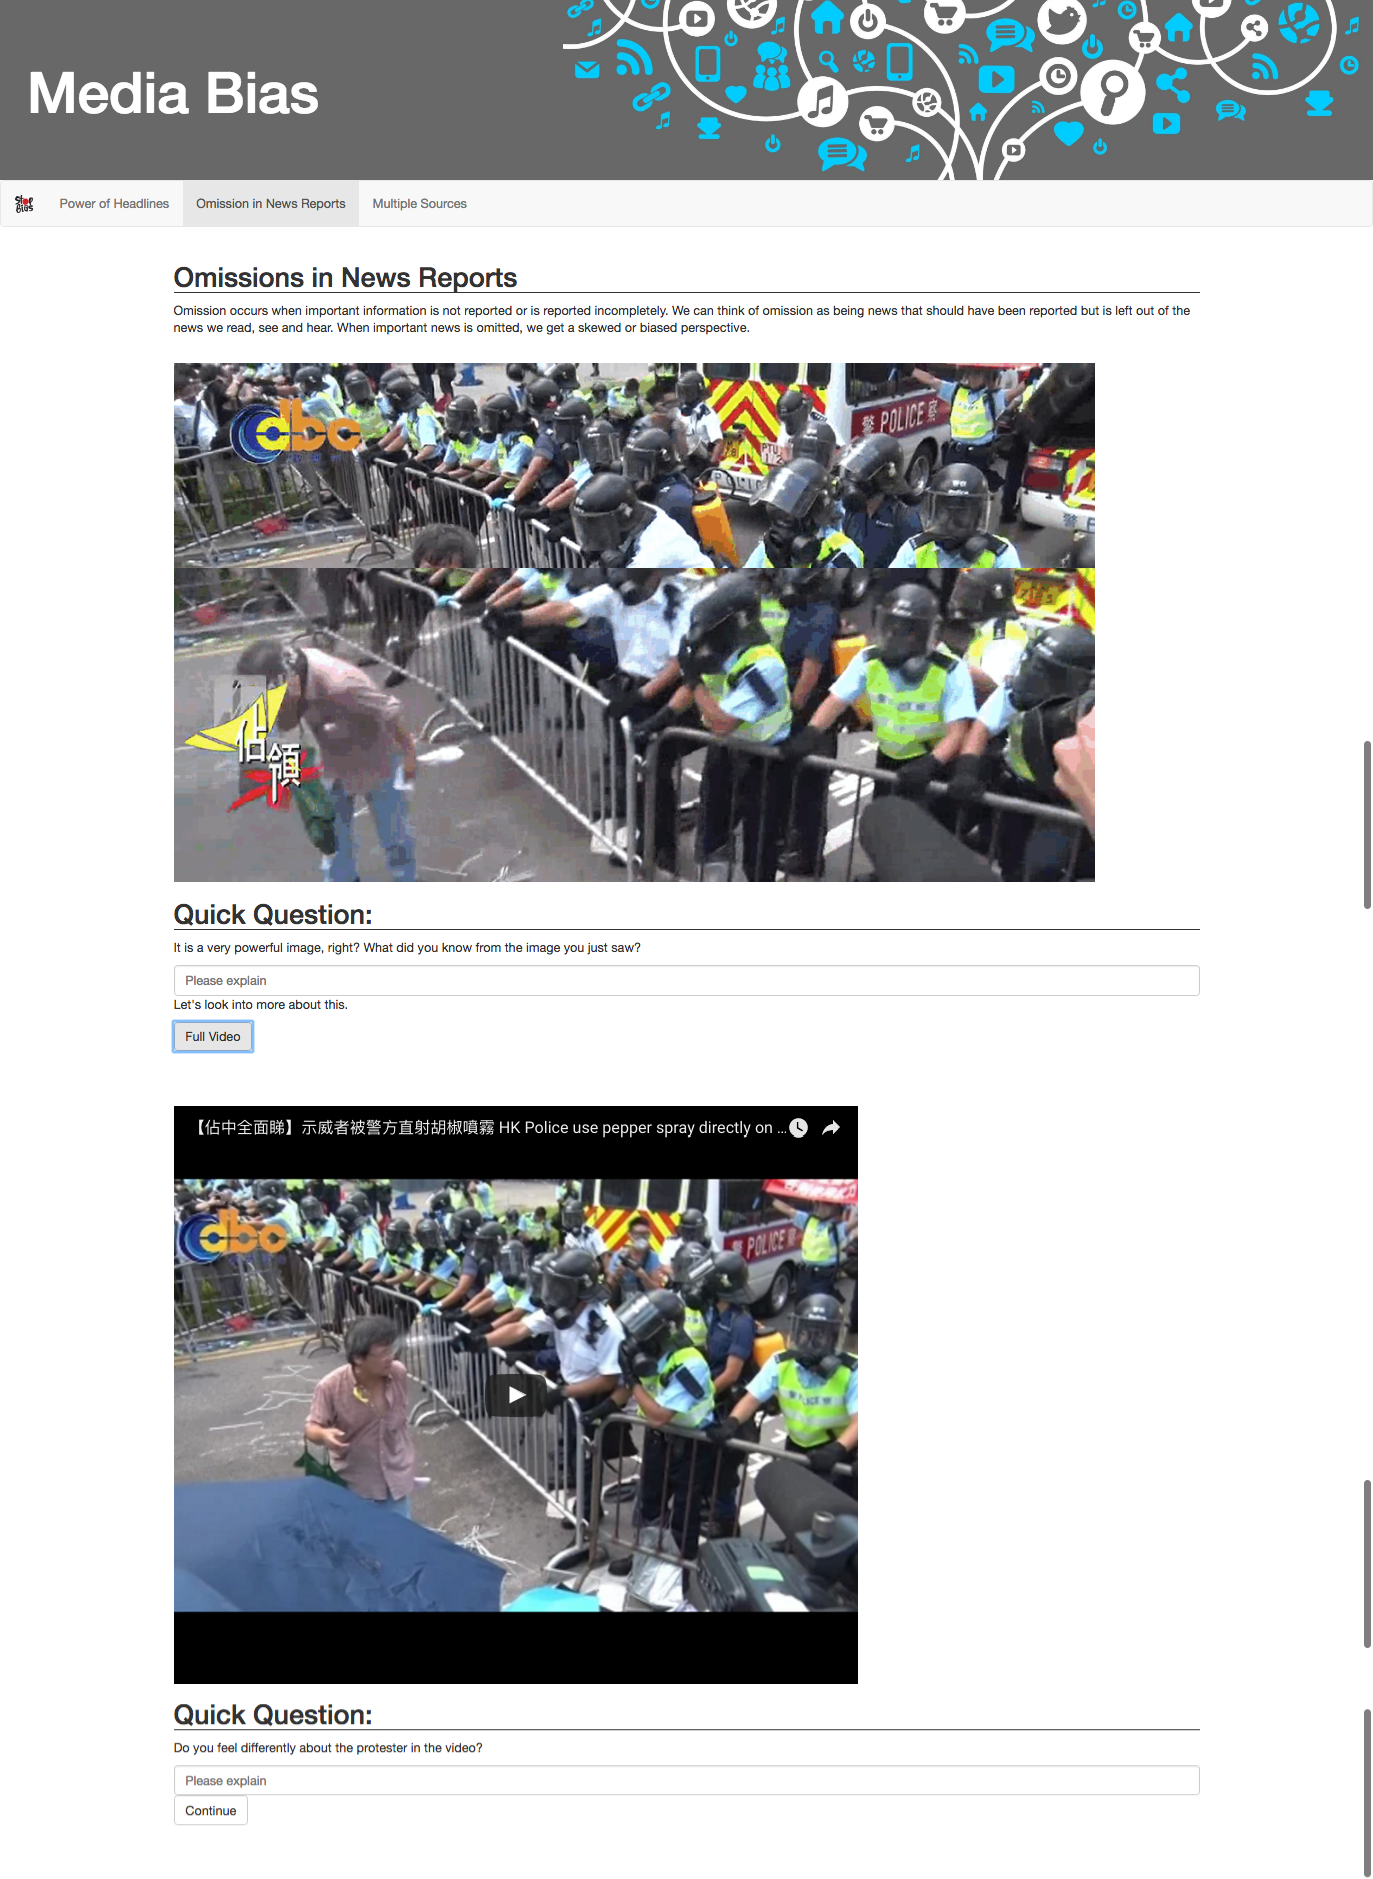 Media Bias
Stop
Bias
Power of Headlines
Omission in News Reports
Multiple Sources
Omissions in News Reports
Omission occurs when important information is not reported or is reported incompletely. We can think of omission as being news that should have been reported but is left out of the
news we read, see and hear. When important news is omitted, we get a skewed or biased perspective.
dbc
警 POLICE 察
PTU
POLICE
警
佔
領
Quick Question:
It is a very powerful image, right? What did you know from the image you just saw?
Please explain
Let's look into more about this.
Full Video
【佔中全面睇】示威者被警方直射胡椒噴霧 HK Police use pepper spray directly on ...
dbc
警 POLICE 察
Quick Question:
Do you feel differently about the protester in the video?
Please explain
Continue